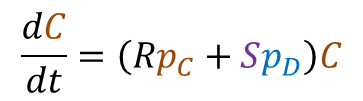 dC/dt = (Rp_C + Sp_D)C